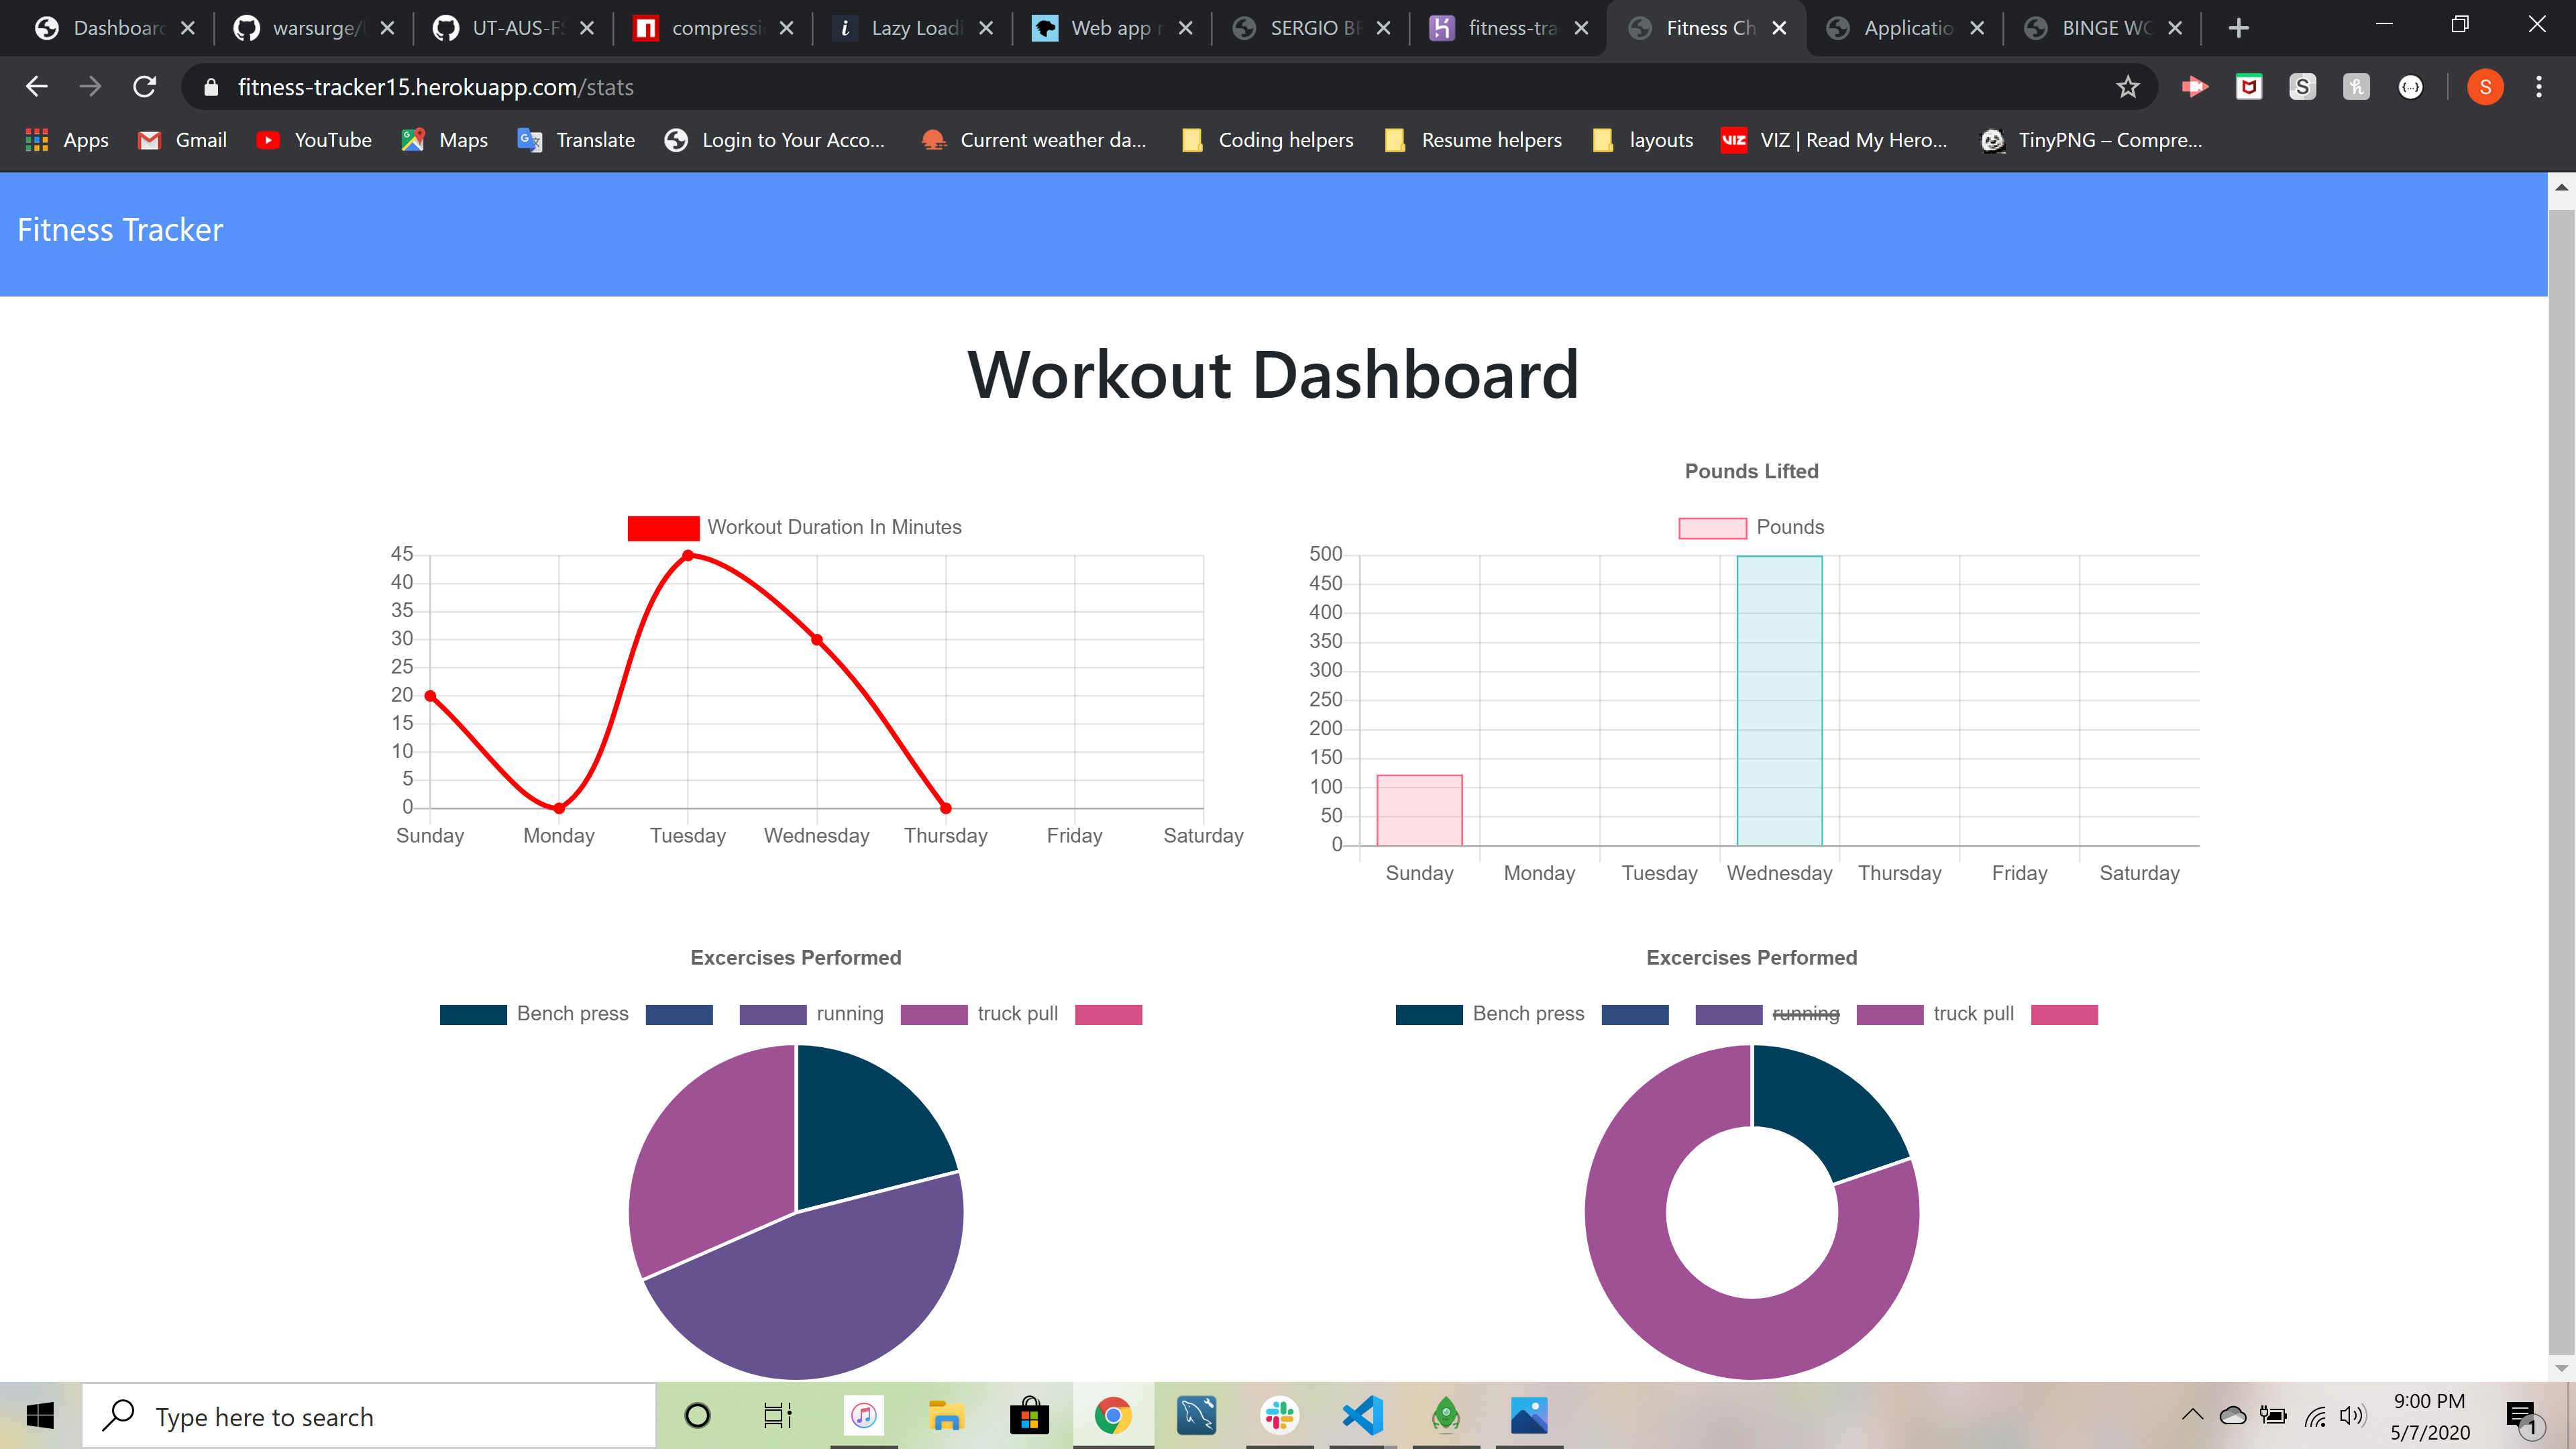 Dashboard
warsurge/
UT-AUS-FS
compressi
Lazy Loadi
Web app r
SERGIO BR
fitness-tra
Fitness Ch
Applicatio
BINGE WO
fitness-tracker15.herokuapp.com/stats
S
Apps
Gmail
YouTube
Maps
Translate
Login to Your Acco...
Current weather da...
Coding helpers
Resume helpers
layouts
VIZ | Read My Hero...
TinyPNG – Compre...
Fitness Tracker
Workout Dashboard
Workout Duration In Minutes
45
40
35
30
25
20
15
10
5
0
Sunday Monday Tuesday Wednesday Thursday Friday Saturday
Pounds Lifted
Pounds
500
450
400
350
300
250
200
150
100
50
0
Sunday Monday Tuesday Wednesday Thursday Friday Saturday
Excercises Performed
Bench press running truck pull
Excercises Performed
Bench press running truck pull
Type here to search
9:00 PM
5/7/2020
1